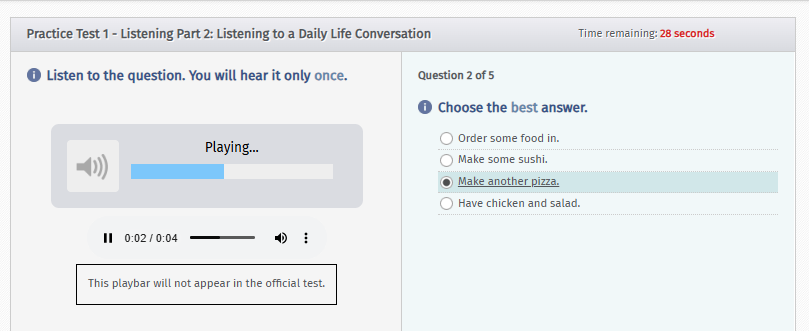 Practice Test 1 - Listening Part 2: Listening to a Daily Life Conversation
Time remaining: 28 seconds
Listen to the question. You will hear it only once.
Playing...
0:02 / 0:04
This playbar will not appear in the official test.
Question 2 of 5
Choose the best answer.
Order some food in.
Make some sushi.
Make another pizza.
Have chicken and salad.